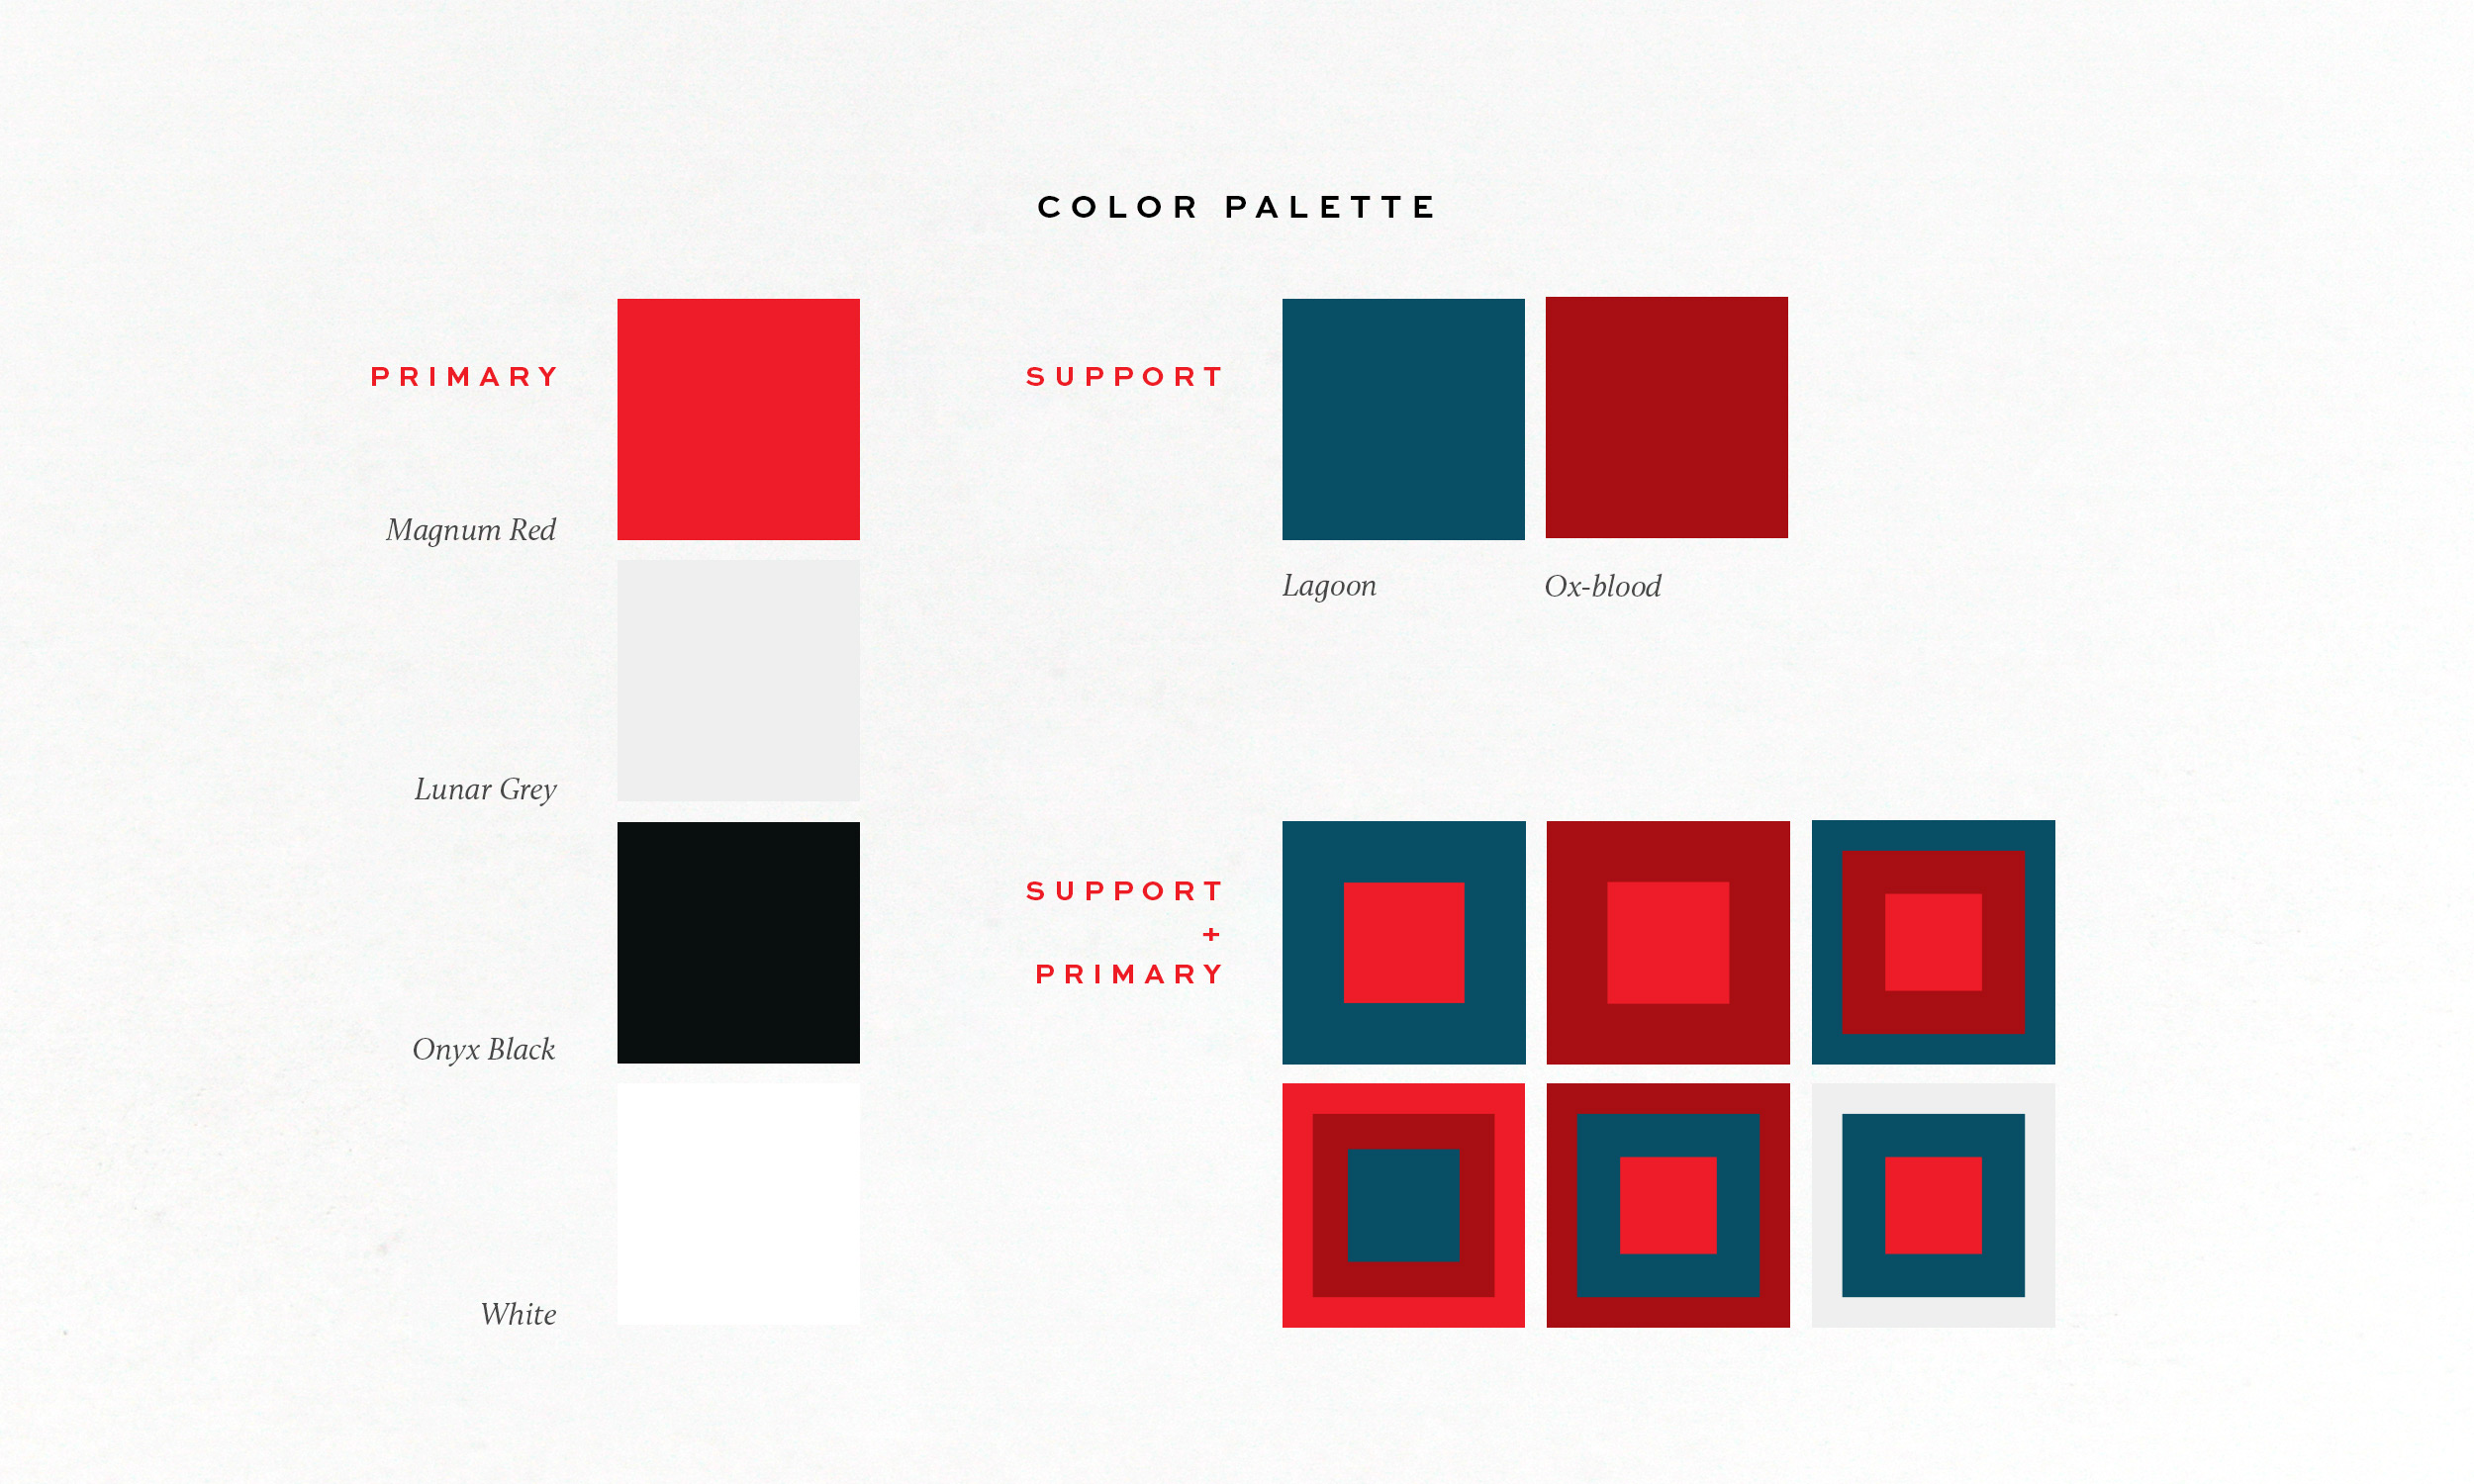 COLOR PALETTE
PRIMARY
Magnum Red
Lunar Grey
Onyx Black
White
SUPPORT
Lagoon
Ox-blood
SUPPORT
+
PRIMARY